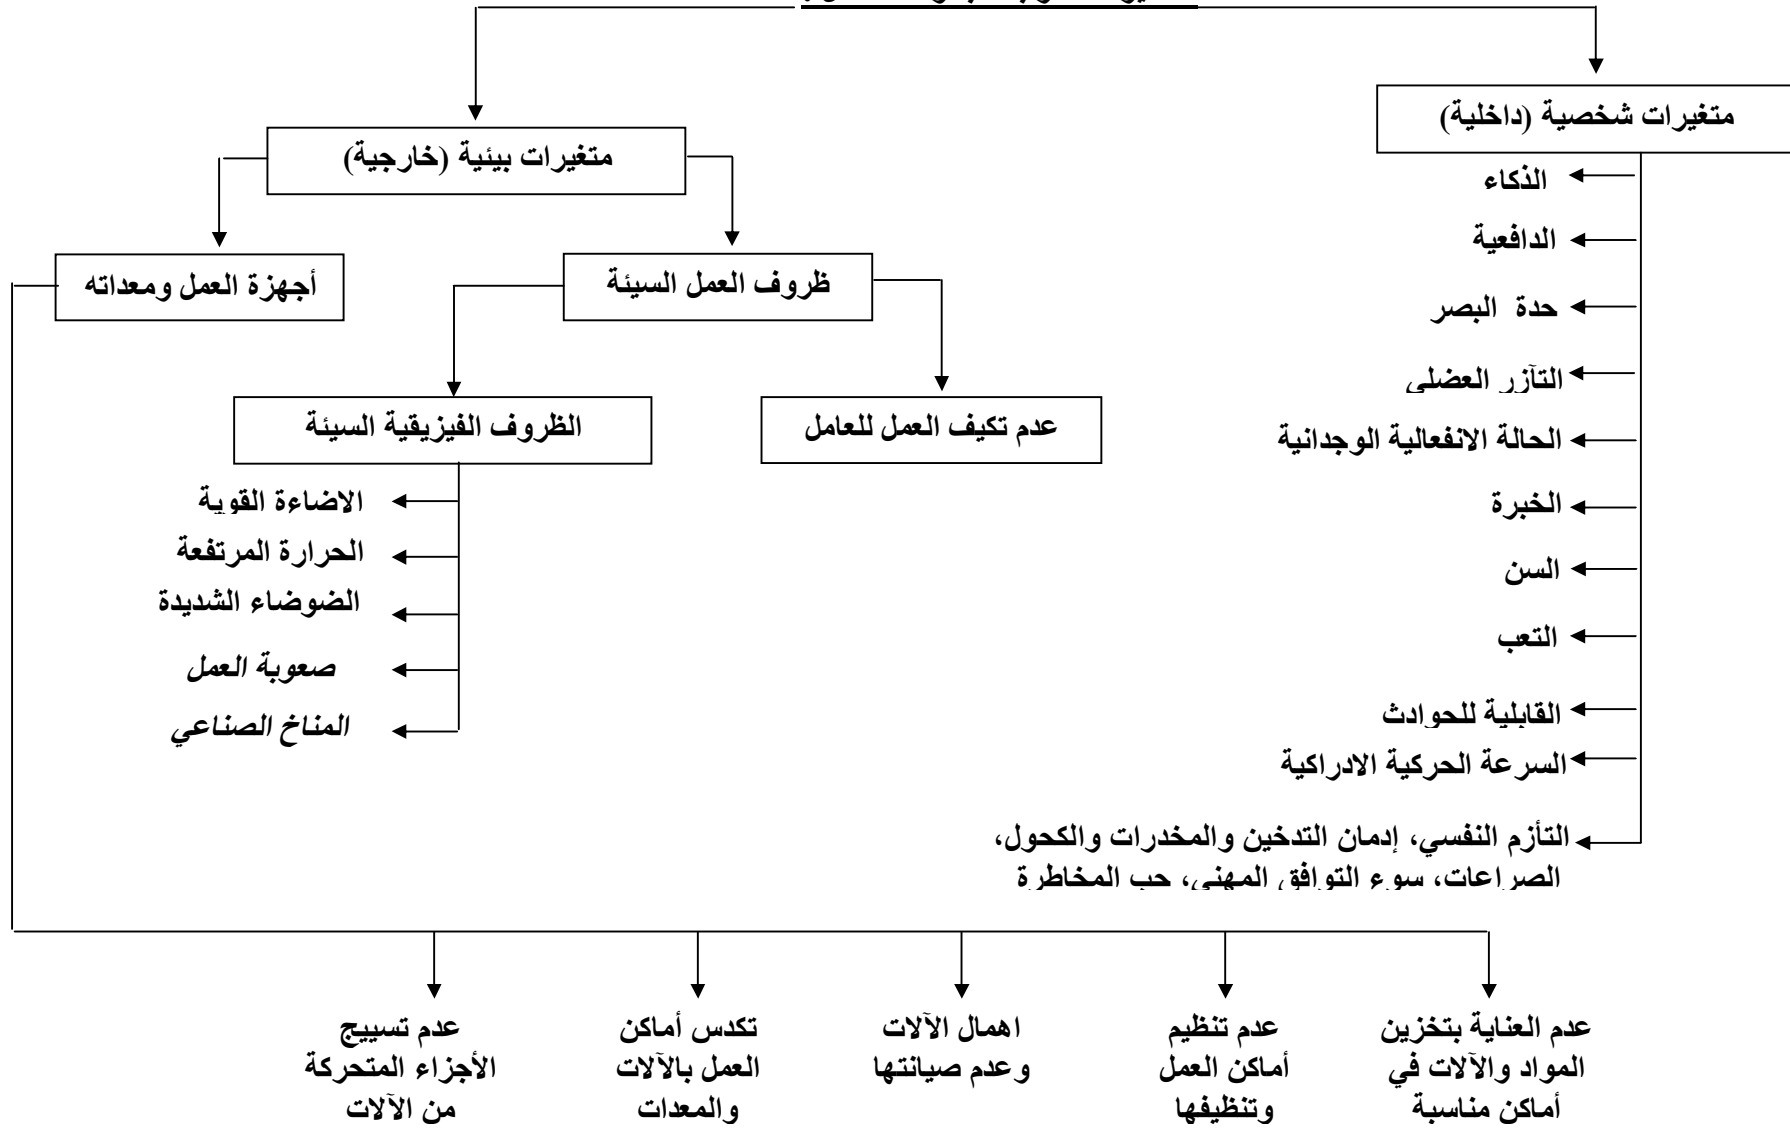 متغيرات شخصية (داخلية)
الذكاء
الدافعية
حدة البصر
التآزر العضلي
الحالة الانفعالية الوجدانية
الخبرة
السن
التعب
القابلية للحوادث
السرعة الحركية الادراكية
التأزم النفسي، إدمان التدخين والمخدرات والكحول،
الصراعات، سوء التوافق المهني، حب المخاطرة
متغيرات بيئية (خارجية)
ظروف العمل السيئة
أجهزة العمل ومعداته
عدم تكيف العمل للعامل
الظروف الفيزيقية السيئة
الاضاءة القوية
الحرارة المرتفعة
الضوضاء الشديدة
صعوبة العمل
المناخ الصناعي
عدم العناية بتخزين
المواد والآلات في
أماكن مناسبة
عدم تنظيم
أماكن العمل
وتنظيفها
اهمال الآلات
وعدم صيانتها
تكدس أماكن
العمل بالآلات
والمعدات
عدم تسييج
الأجزاء المتحركة
من الآلات